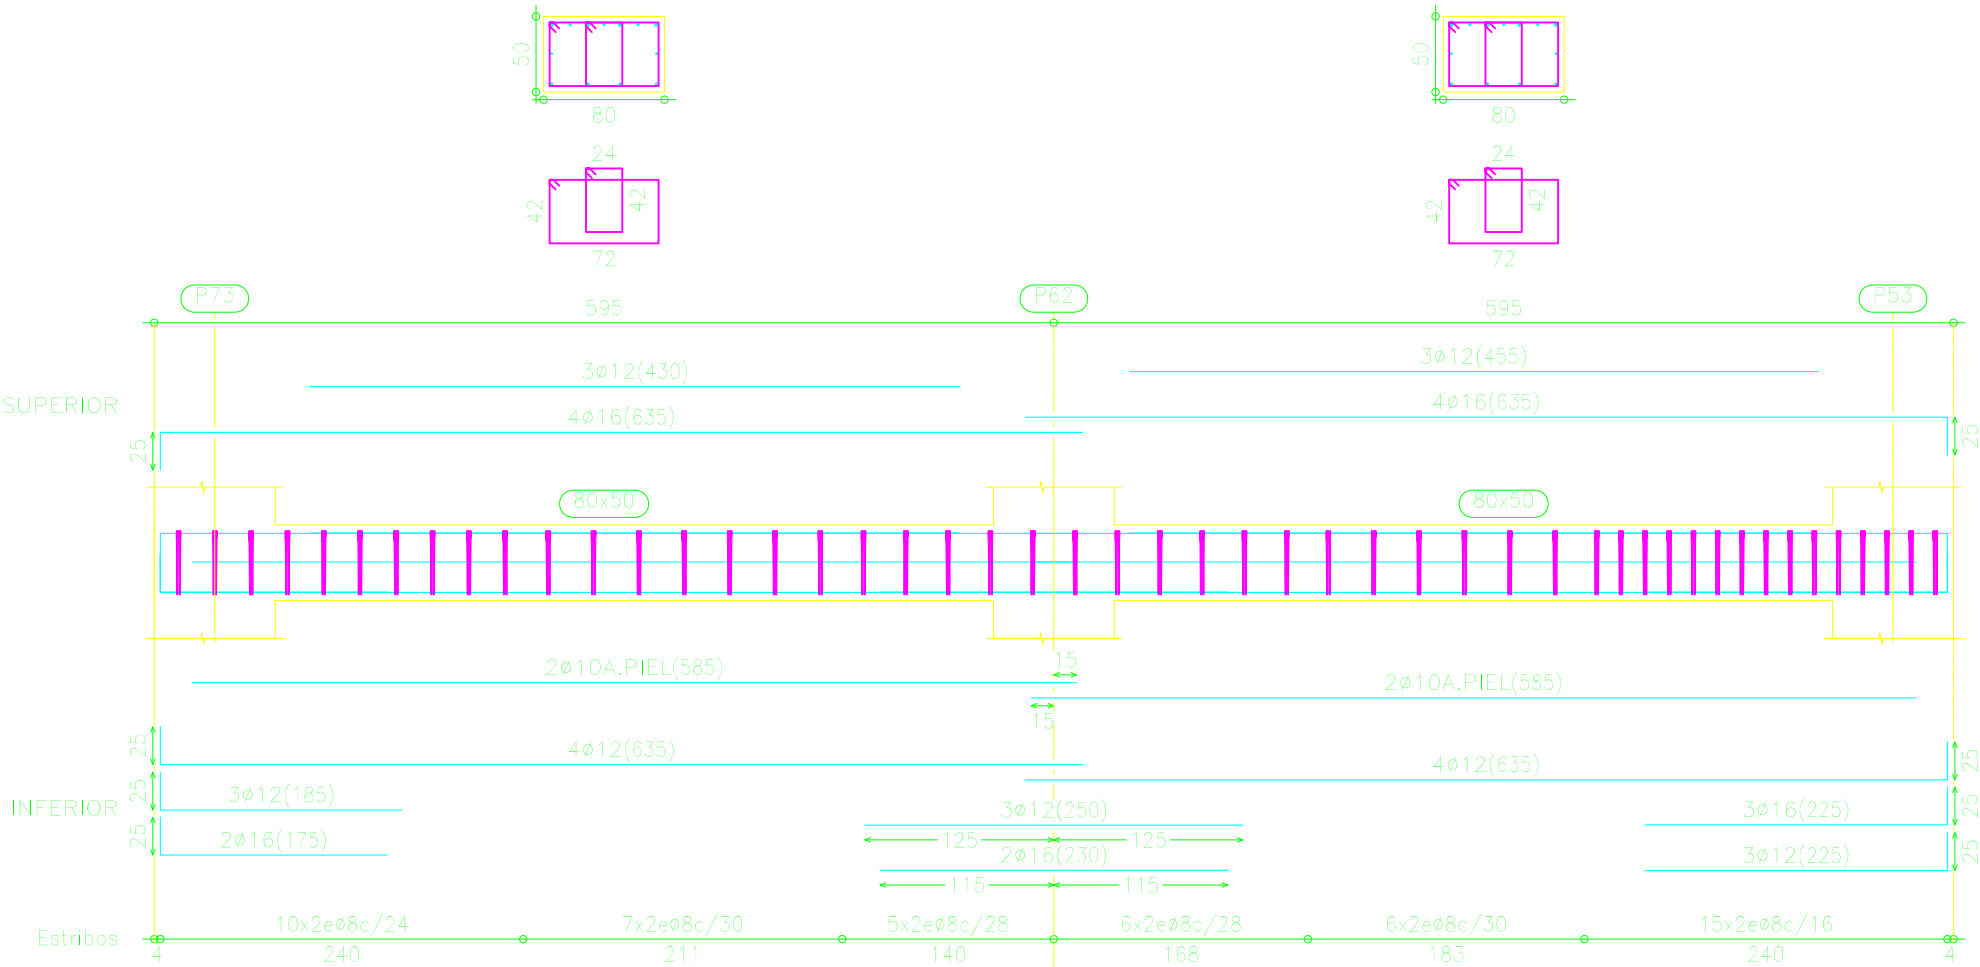 50
50
80
80
24
24
42
42
42
42
72
72
P73
P62
P53
595
595
3ø12(430)
3ø12(455)
SUPERIOR
4ø16(635)
4ø16(635)
25
25
80x50
80x50
2ø10A.PIEL(585)
15
2ø10A.PIEL(585)
15
25
4ø12(635)
4ø12(635)
25
25
3ø12(185)
INFERIOR
3ø12(250)
3ø16(225)
25
125
125
25
2ø16(175)
2ø16(230)
3ø12(225)
25
115
115
Estribos
10x2eø8c/24
7x2eø8c/30
5x2eø8c/28
6x2eø8c/28
6x2eø8c/30
15x2eø8c/16
4
240
211
140
168
183
240
4